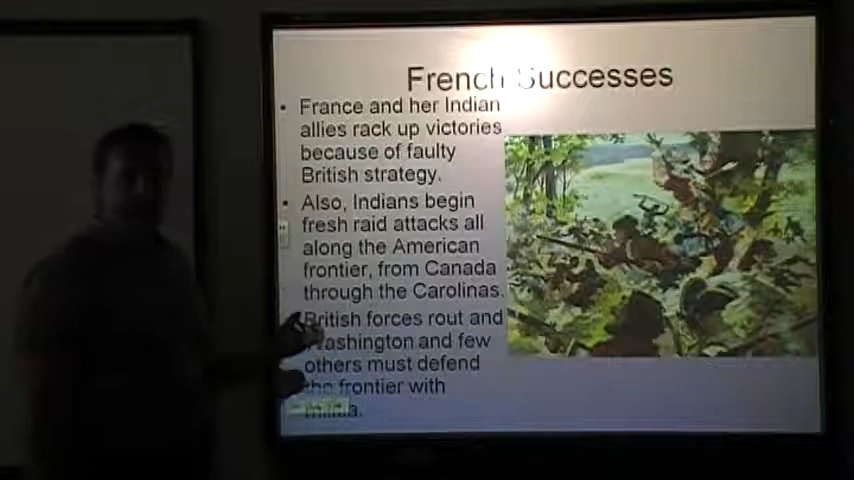 French Successes
• France and her Indian
allies rack up victories
because of faulty
British strategy.
• Also, Indians begin
fresh raid attacks all
along the American
frontier, from Canada
through the Carolinas.
British forces rout and
Washington and few
others must defend
the frontier with
militia.